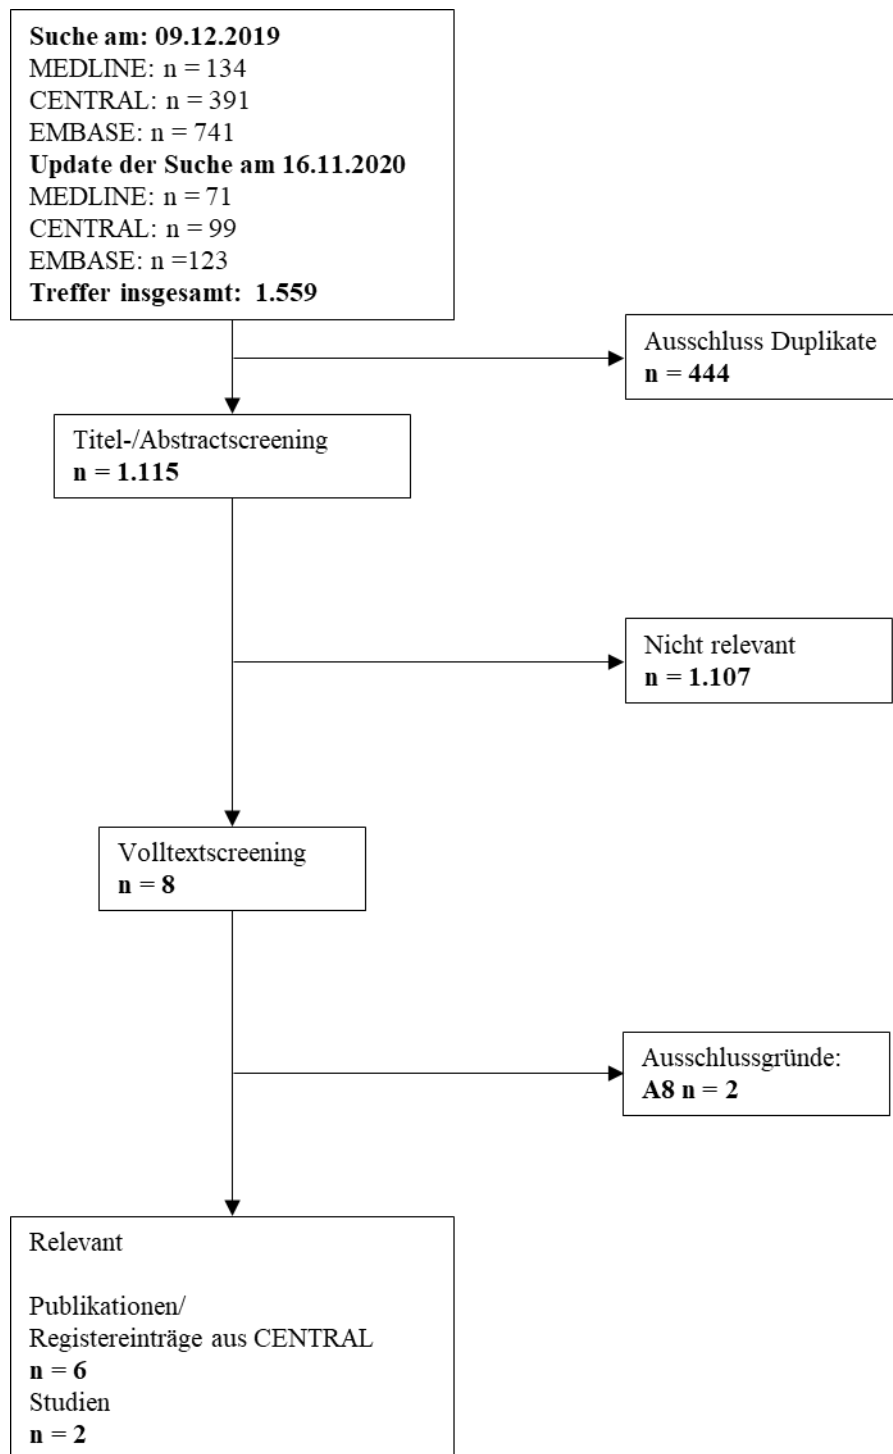 Suche am: 09.12.2019
MEDLINE: n = 134
CENTRAL: n = 391
EMBASE: n = 741
Update der Suche am 16.11.2020
MEDLINE: n = 71
CENTRAL: n = 99
EMBASE: n =123
Treffer insgesamt: 1.559
Ausschluss Duplikate
n = 444
Titel-/Abstractscreening
n = 1.115
Nicht relevant
n = 1.107
Volltextscreening
n = 8
Ausschlussgründe:
A8 n = 2
Relevant
Publikationen/
Registereinträge aus CENTRAL
n = 6
Studien
n = 2